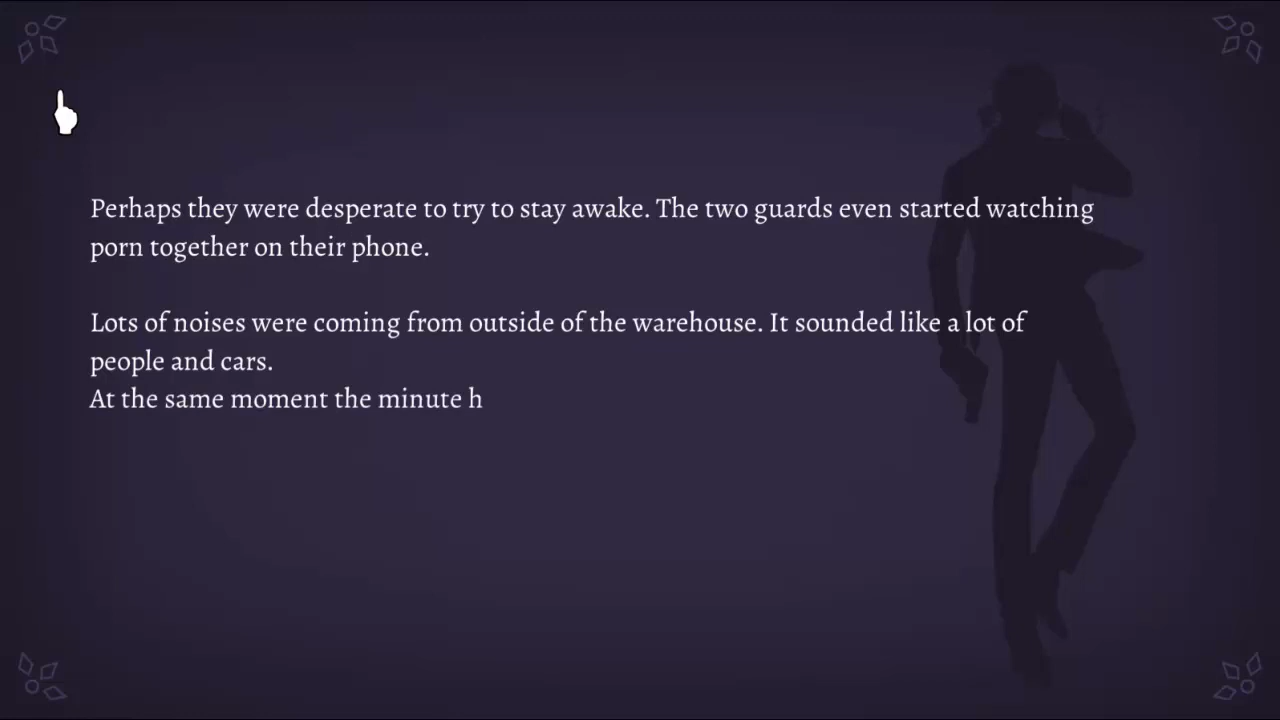 Perhaps they were desperate to try to stay awake. The two guards even started watching
porn together on their phone.
Lots of noises were coming from outside of the warehouse. It sounded like a lot of
people and cars.
At the same moment the minute h